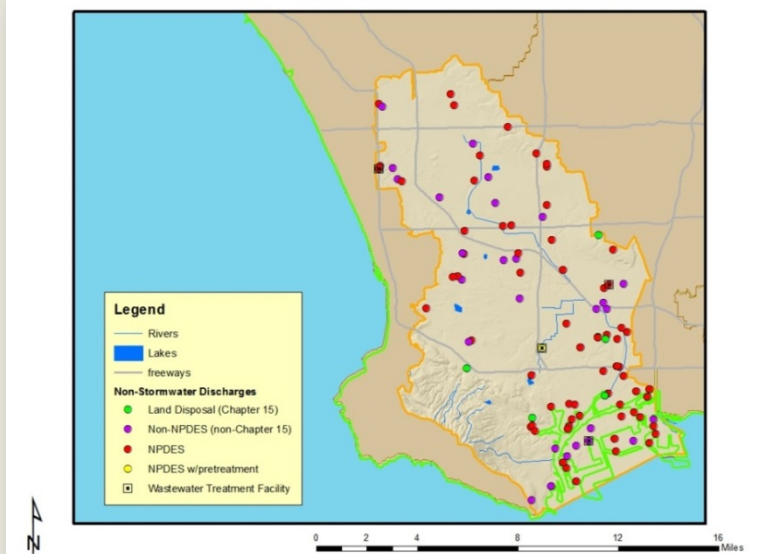 Legend
Rivers
Lakes
freeways
Non-Stormwater Discharges
Land Disposal (Chapter 15)
Non-NPDES (non-Chapter 15)
NPDES
NPDES w/pretreatment
Wastewater Treatment Facility
N
0 2 4 8 12 16
Miles